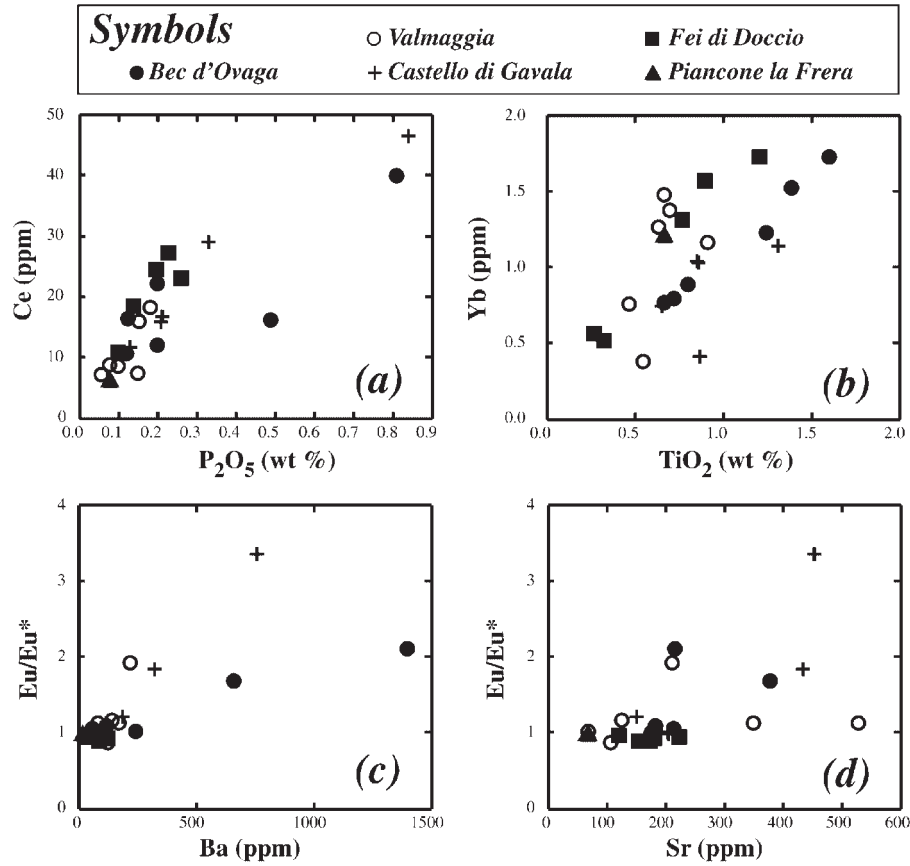 Symbols
Valmaggia
Fei di Doccio
Bec d'Ovaga
Castello di Gavala
Piancone la Frera
50
40
30
20
10
0
Ce (ppm)
0.0 0.1 0.2 0.3 0.4 0.5 0.6 0.7 0.8 0.9
P2O5 (wt %)
(a)
2.0
1.5
1.0
0.5
0.0
Yb (ppm)
0.0 0.5 1.0 1.5 2.0
TiO2 (wt %)
(b)
4
3
2
1
0
Eu/Eu*
0 500 1000 1500
Ba (ppm)
(c)
4
3
2
1
0
Eu/Eu*
0 100 200 300 400 500 600
Sr (ppm)
(d)